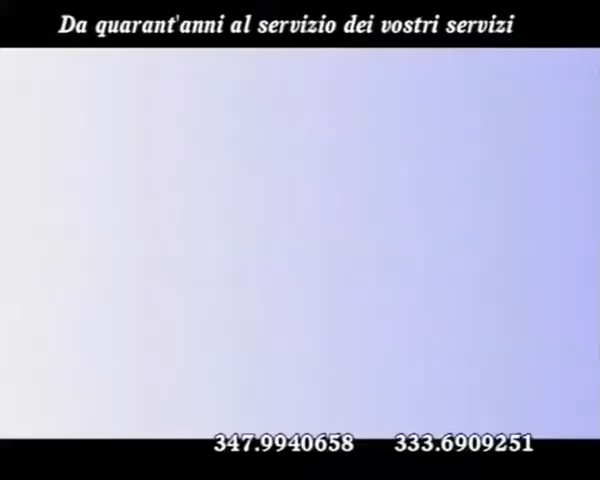 Da quarant'anni al servizio dei vostri servizi
347.9940658 333.6909251